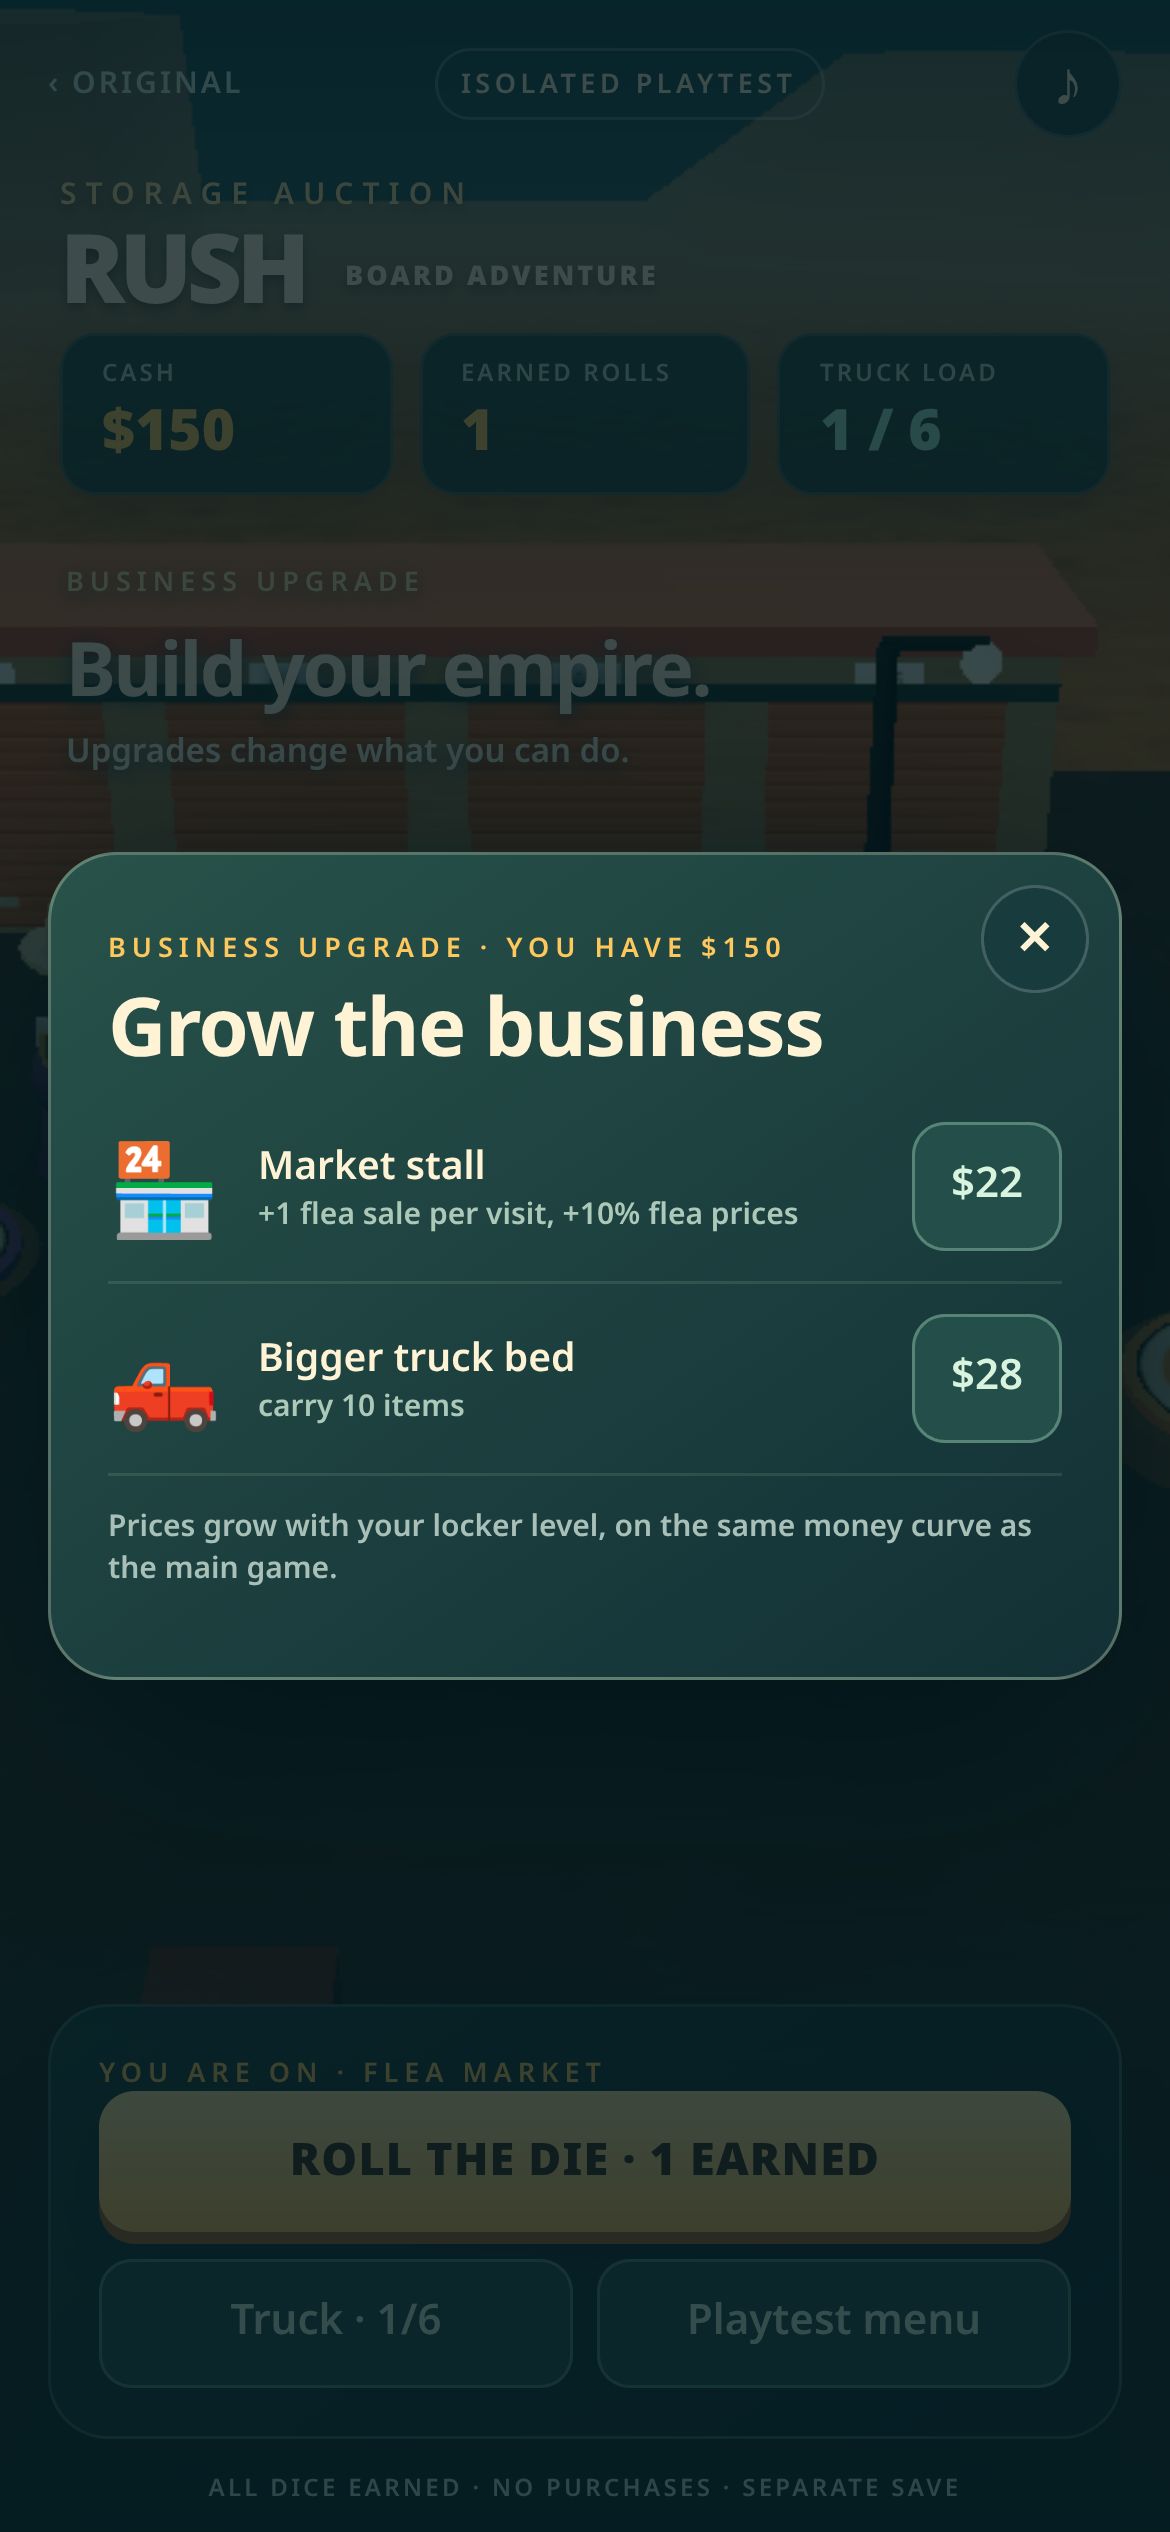 ‹ ORIGINAL
ISOLATED PLAYTEST
♪
STORAGE AUCTION
RUSH BOARD ADVENTURE
CASH
$150
EARNED ROLLS
1
TRUCK LOAD
1 / 6
BUSINESS UPGRADE
Build your empire.
Upgrades change what you can do.
BUSINESS UPGRADE · YOU HAVE $150
×
Grow the business
24
Market stall
+1 flea sale per visit, +10% flea prices
$22
Bigger truck bed
carry 10 items
$28
Prices grow with your locker level, on the same money curve as
the main game.
YOU ARE ON · FLEA MARKET
ROLL THE DIE · 1 EARNED
Truck · 1/6
Playtest menu
ALL DICE EARNED · NO PURCHASES · SEPARATE SAVE